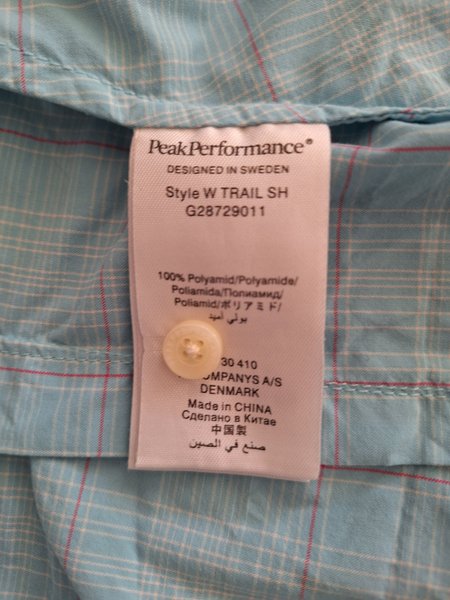 PeakPerformance®
DESIGNED IN SWEDEN
Style W TRAIL SH
G28729011
100% Polyamid/Polyamide/
Poliamida/Полиамид/
Poliamid/ポリアミド/
بولي أميد
30 410
OMPANYS A/S
DENMARK
Made in CHINA
Сделано в Китае
中国製
صنع في الصين